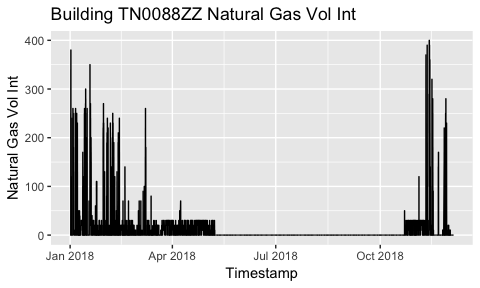 Building TN0088ZZ Natural Gas Vol Int
Natural Gas Vol Int
400
300
200
100
0
Jan 2018 Apr 2018 Jul 2018 Oct 2018
Timestamp